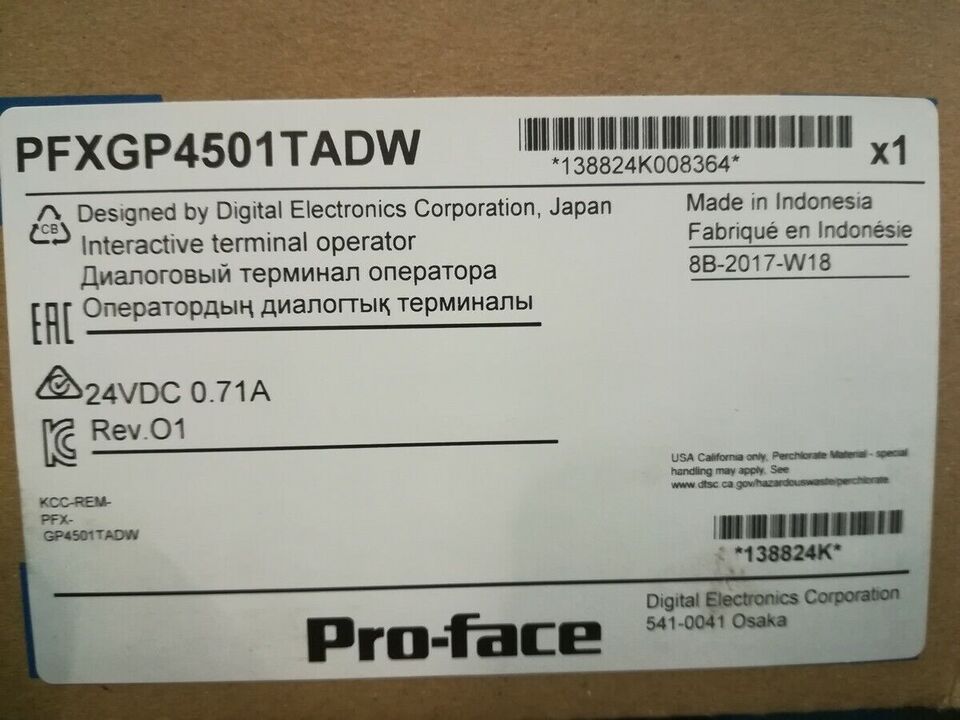 PFXGP4501TADW
*138824K008364*
x1
Designed by Digital Electronics Corporation, Japan
Interactive terminal operator
Диалоговый терминал оператора
Оператордың диалогтық терминалы
Made in Indonesia
Fabriqué en Indonésie
8B-2017-W18
CB
EAC
24VDC 0.71A
Rev.O1
KCC-REM-
PFX-
GP4501TADW
USA California only, Perchlorate Material - special
handling may apply. See
www.dtsc.ca.gov/hazardouswaste/perchlorate.
*138824K*
Pro-face
Digital Electronics Corporation
541-0041 Osaka